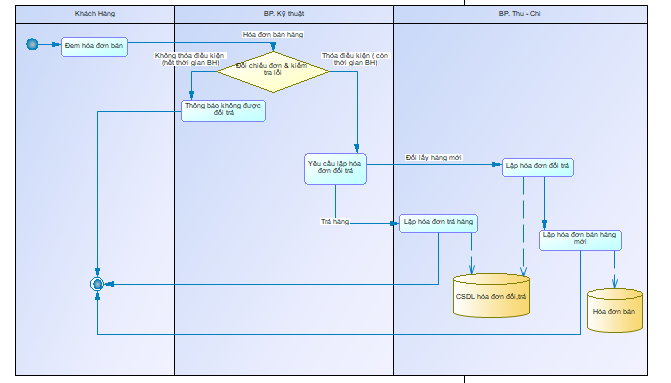 Khách Hàng
BP. Kỹ thuật
BP. Thu - Chi
Đem hóa đơn bán
Hóa đơn bán hàng
Không thỏa điều kiện
(hết thời gian BH)
Thỏa điều kiện ( còn
thời gian BH)
Đối chiếu đơn & kiểm
tra lỗi
Thông báo không được
đổi trả
Yêu cầu lập hóa
đơn đổi trả
Đổi lấy hàng mới
Lập hóa đơn đổi trả
Trả hàng
Lập hóa đơn trả hàng
Lập hóa đơn bán hàng
mới
CSDL hóa đơn đổi,trả
Hóa đơn bán